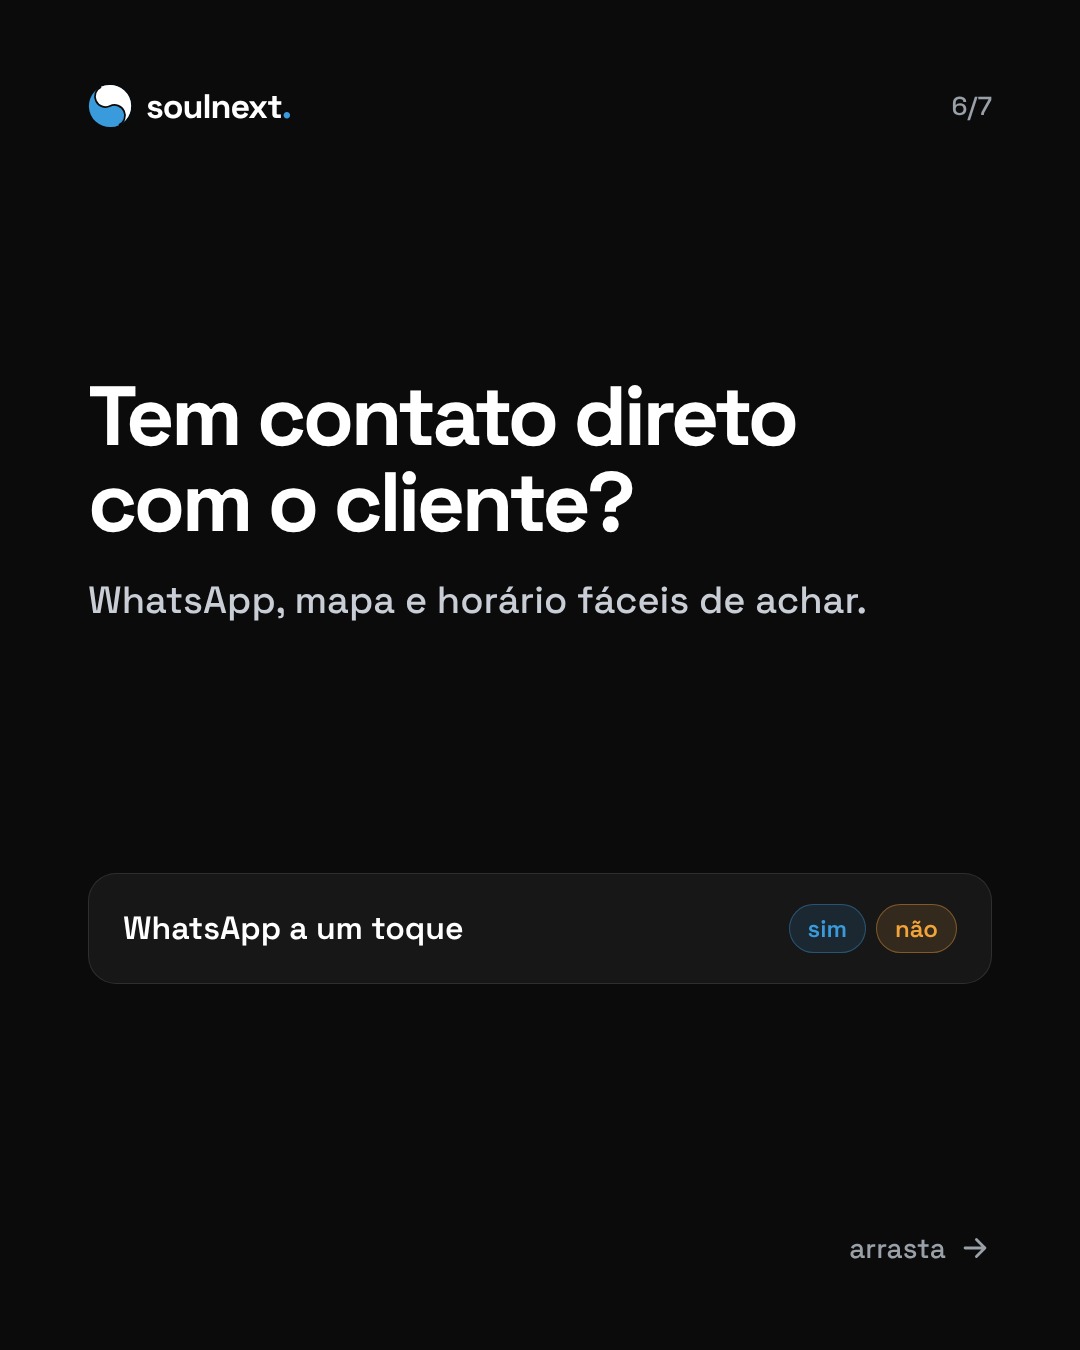 soulnext.
6/7
Tem contato direto
com o cliente?
WhatsApp, mapa e horário fáceis de achar.
WhatsApp a um toque
sim
não
arrasta →